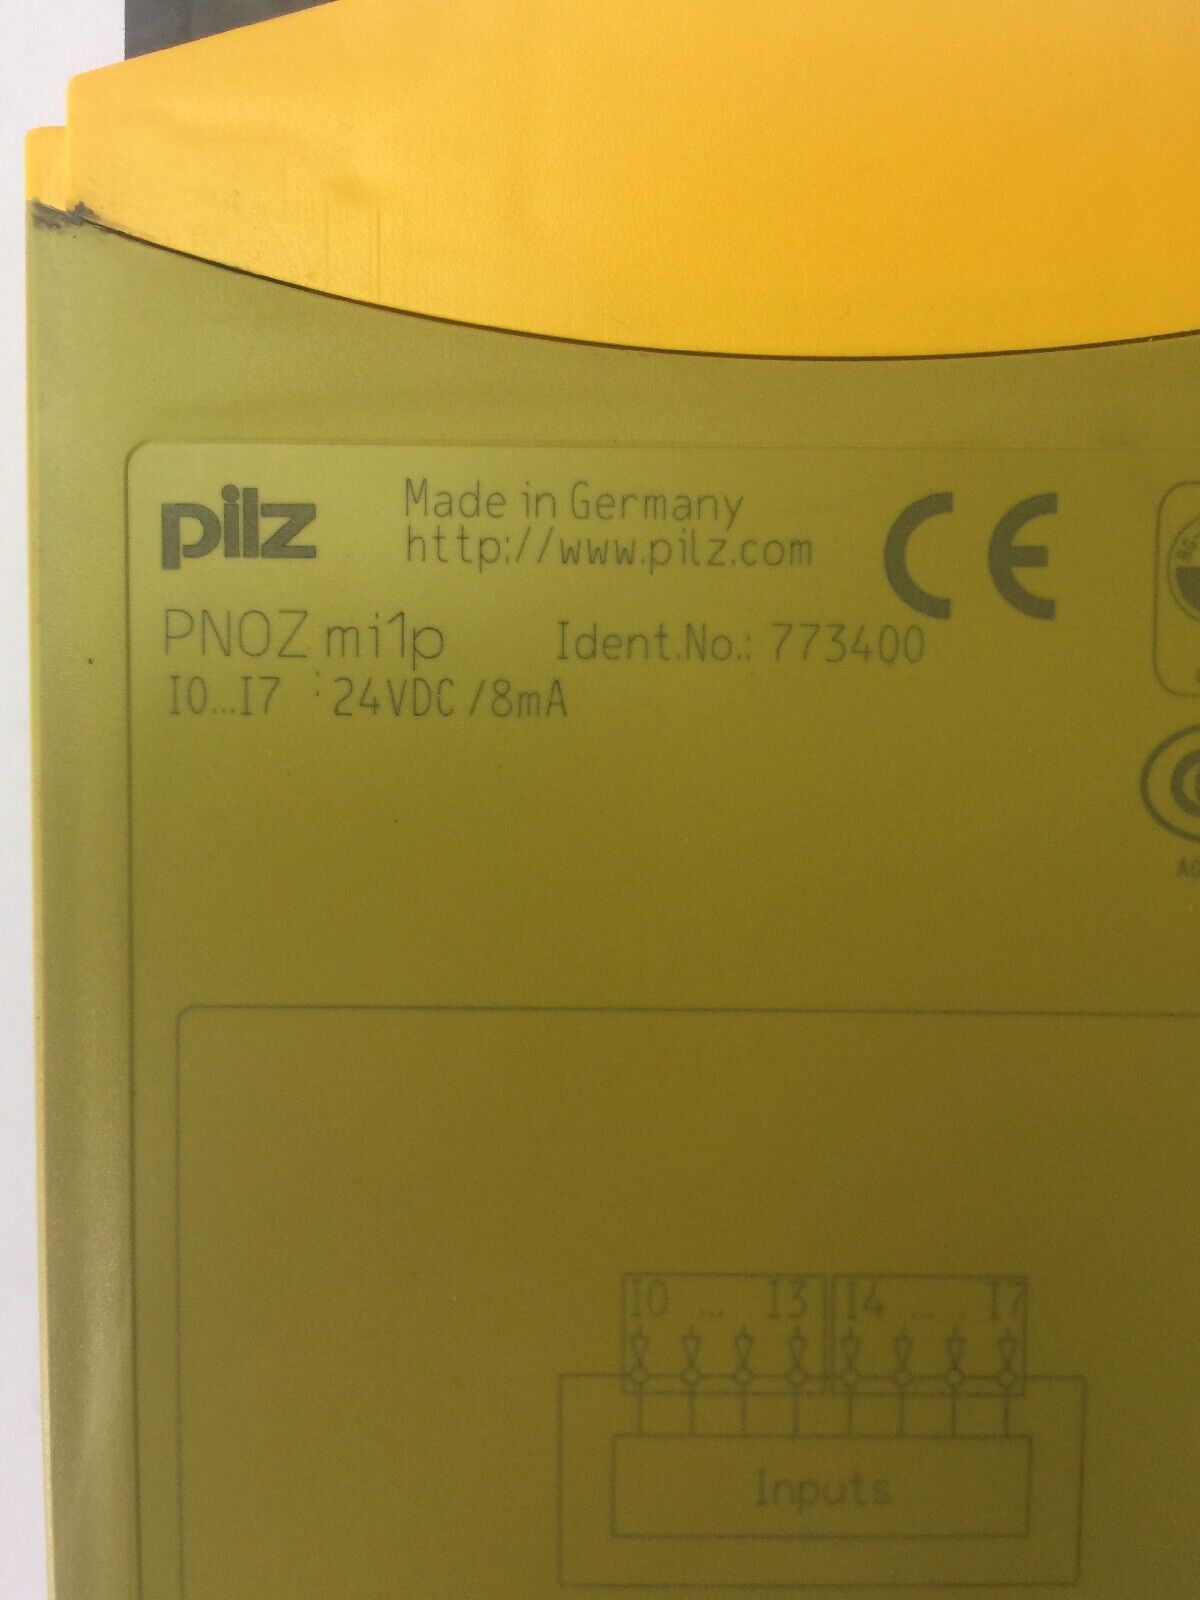 pilz
Made in Germany
http://www.pilz.com
CE
PNOZ mi1p Ident.No.: 773400
I0...I7 : 24VDC /8mA
I0 ... I3 I4 ... I7
Inputs